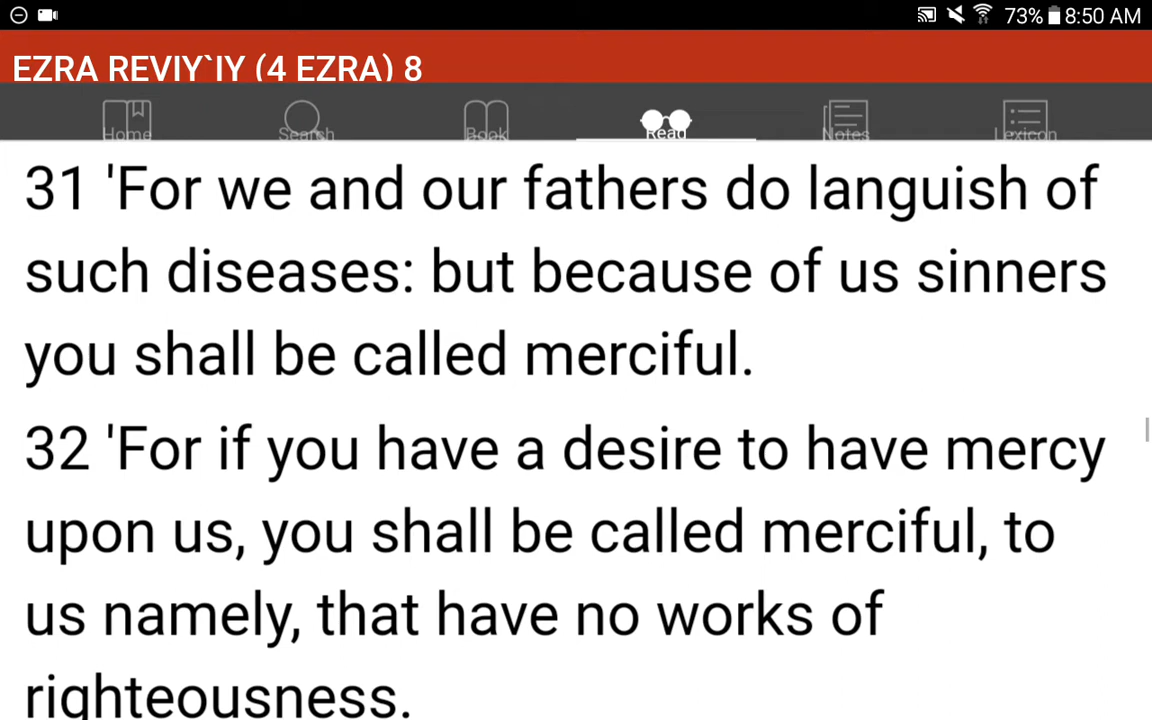 73% 8:50 AM
EZRA REVIY`IY (4 EZRA) 8
Home Search Book Read Notes Lexicon
31 'For we and our fathers do languish of
such diseases: but because of us sinners
you shall be called merciful.
32 'For if you have a desire to have mercy
upon us, you shall be called merciful, to
us namely, that have no works of
righteousness.